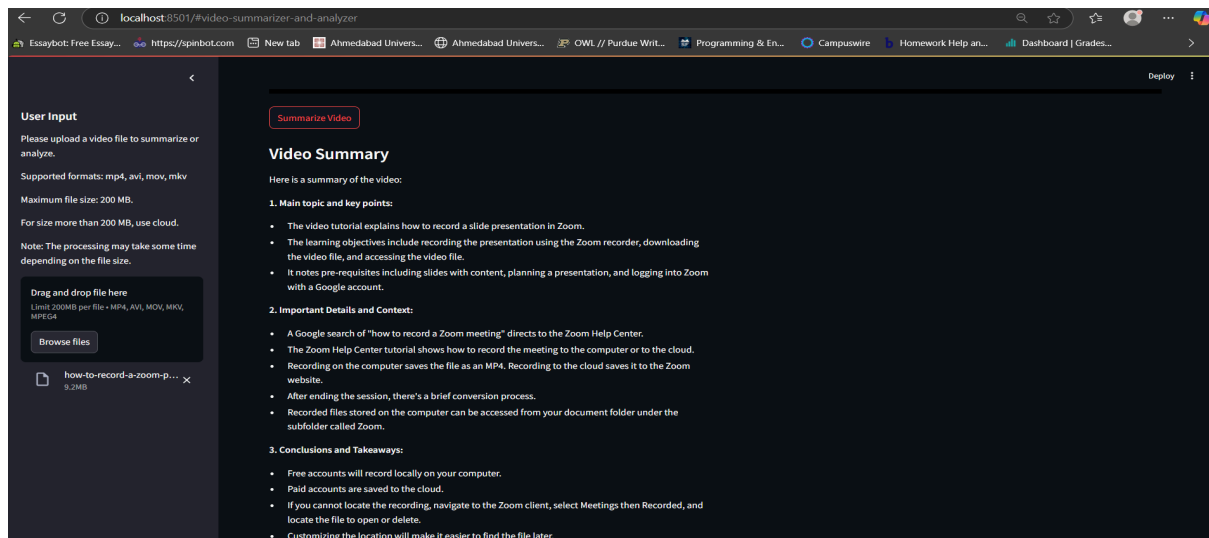 localhost:8501/#video-summarizer-and-analyzer
Essaybot: Free Essay... https://spinbot.com New tab Ahmedabad Univers... Ahmedabad Univers... OWL // Purdue Writ... Programming & En... Campuswire Homework Help an... Dashboard | Grades...
Deploy
User Input
Please upload a video file to summarize or
analyze.
Supported formats: mp4, avi, mov, mkv
Maximum file size: 200 MB.
For size more than 200 MB, use cloud.
Note: The processing may take some time
depending on the file size.
Drag and drop file here
Limit 200MB per file • MP4, AVI, MOV, MKV,
MPEG4
Browse files
how-to-record-a-zoom-p...
9.2MB
Summarize Video
Video Summary
Here is a summary of the video:
1. Main topic and key points:
• The video tutorial explains how to record a slide presentation in Zoom.
• The learning objectives include recording the presentation using the Zoom recorder, downloading
the video file, and accessing the video file.
• It notes pre-requisites including slides with content, planning a presentation, and logging into Zoom
with a Google account.
2. Important Details and Context:
• A Google search of "how to record a Zoom meeting" directs to the Zoom Help Center.
• The Zoom Help Center tutorial shows how to record the meeting to the computer or to the cloud.
• Recording on the computer saves the file as an MP4. Recording to the cloud saves it to the Zoom
website.
• After ending the session, there's a brief conversion process.
• Recorded files stored on the computer can be accessed from your document folder under the
subfolder called Zoom.
3. Conclusions and Takeaways:
• Free accounts will record locally on your computer.
• Paid accounts are saved to the cloud.
• If you cannot locate the recording, navigate to the Zoom client, select Meetings then Recorded, and
locate the file to open or delete.
• Customizing the location will make it easier to find the file later.